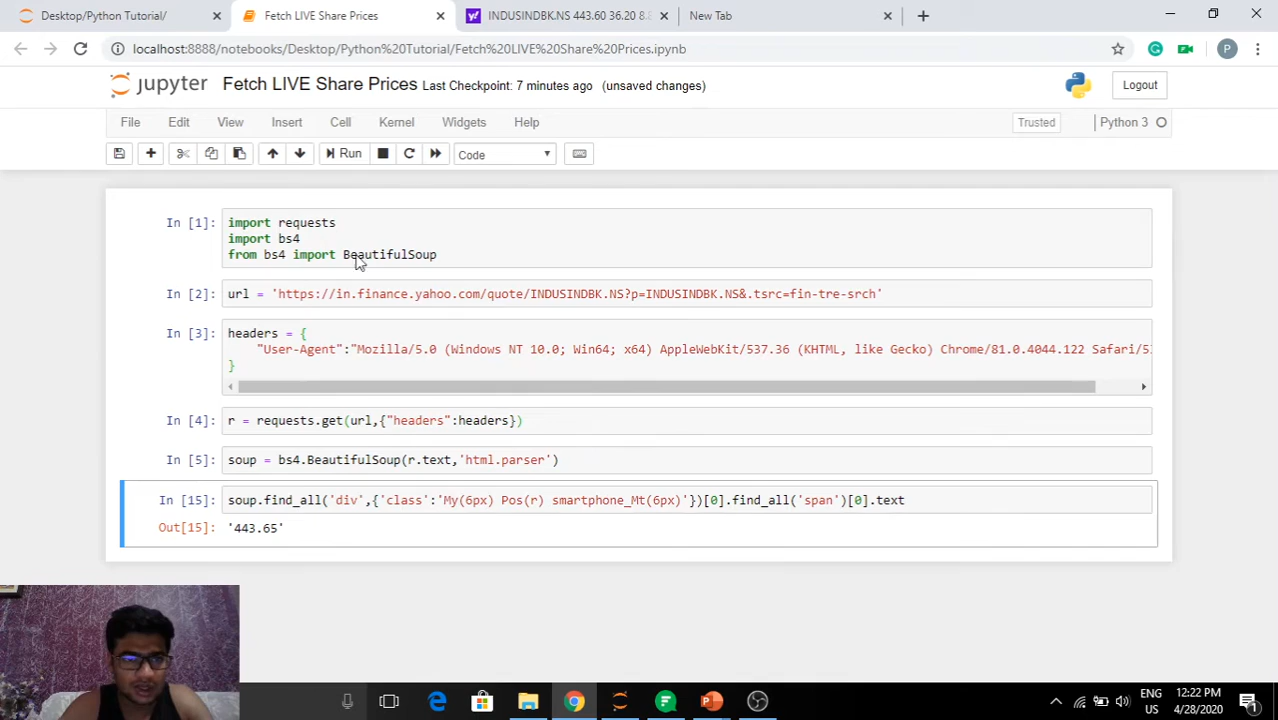 Desktop/Python Tutorial/
Fetch LIVE Share Prices
INDUSINDBK.NS 443.60 36.20 8.8
New Tab
localhost:8888/notebooks/Desktop/Python%20Tutorial/Fetch%20LIVE%20Share%20Prices.ipynb
P
jupyter Fetch LIVE Share Prices Last Checkpoint: 7 minutes ago (unsaved changes)
Logout
File Edit View Insert Cell Kernel Widgets Help
Trusted
Python 3
Run
Code
In [1]:
import requests
import bs4
from bs4 import BeautifulSoup
In [2]:
url = 'https://in.finance.yahoo.com/quote/INDUSINDBK.NS?p=INDUSINDBK.NS&.tsrc=fin-tre-srch'
In [3]:
headers = {
"User-Agent":"Mozilla/5.0 (Windows NT 10.0; Win64; x64) AppleWebKit/537.36 (KHTML, like Gecko) Chrome/81.0.4044.122 Safari/53
}
In [4]:
r = requests.get(url,{"headers":headers})
In [5]:
soup = bs4.BeautifulSoup(r.text,'html.parser')
In [15]:
soup.find_all('div',{'class':'My(6px) Pos(r) smartphone_Mt(6px)'})[0].find_all('span')[0].text
Out[15]:
'443.65'
ENG
US
12:22 PM
4/28/2020
1